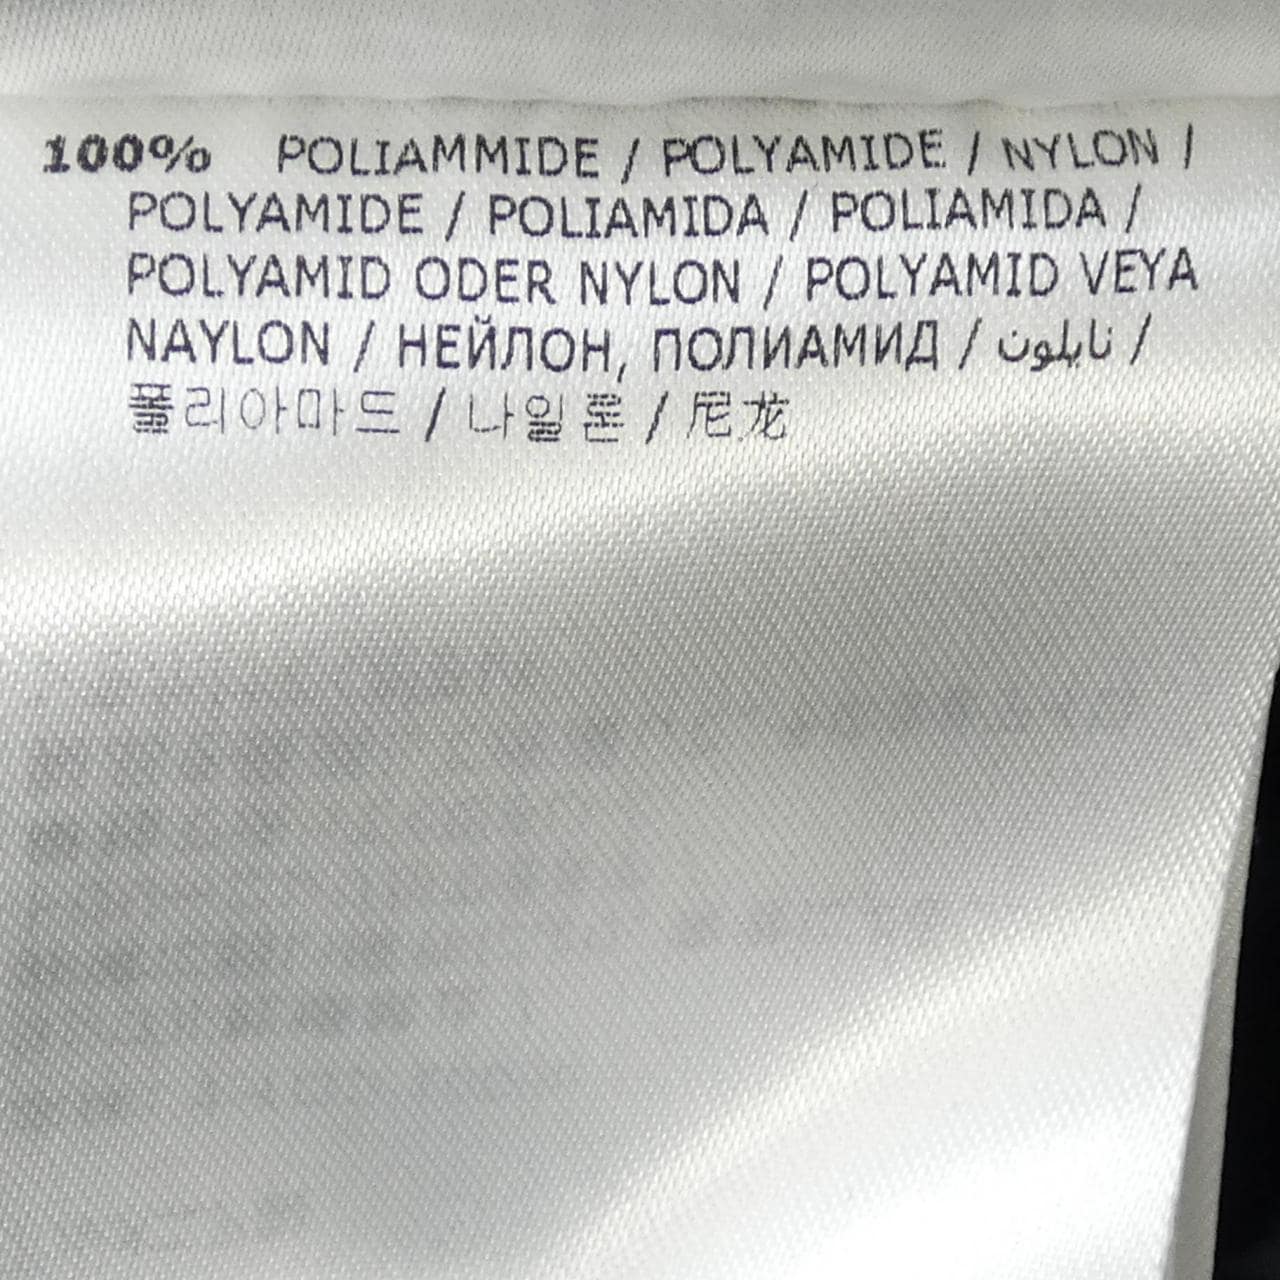 100% POLIAMMIDE / POLYAMIDE / NYLON /
POLYAMIDE / POLIAMIDA / POLIAMIDA /
POLYAMID ODER NYLON / POLYAMID VEYA
NAYLON / НЕЙЛОН, ПОЛИАМИД / نايلون /
폴리아마드 / 나일론 / 尼龙